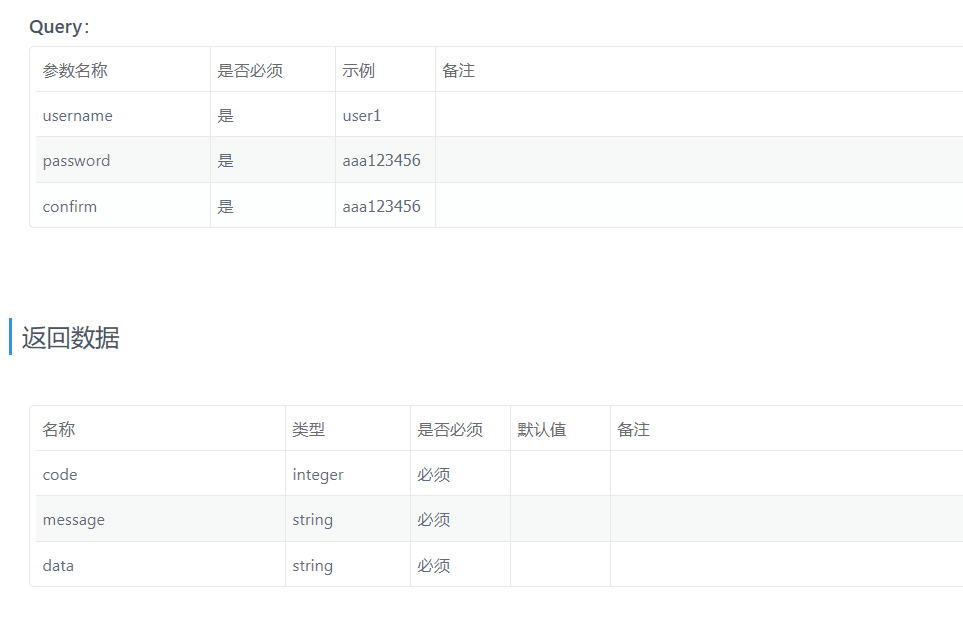 Query：
参数名称 是否必须 示例 备注
username 是 user1
password 是 aaa123456
confirm 是 aaa123456
返回数据
名称 类型 是否必须 默认值 备注
code integer 必须
message string 必须
data string 必须